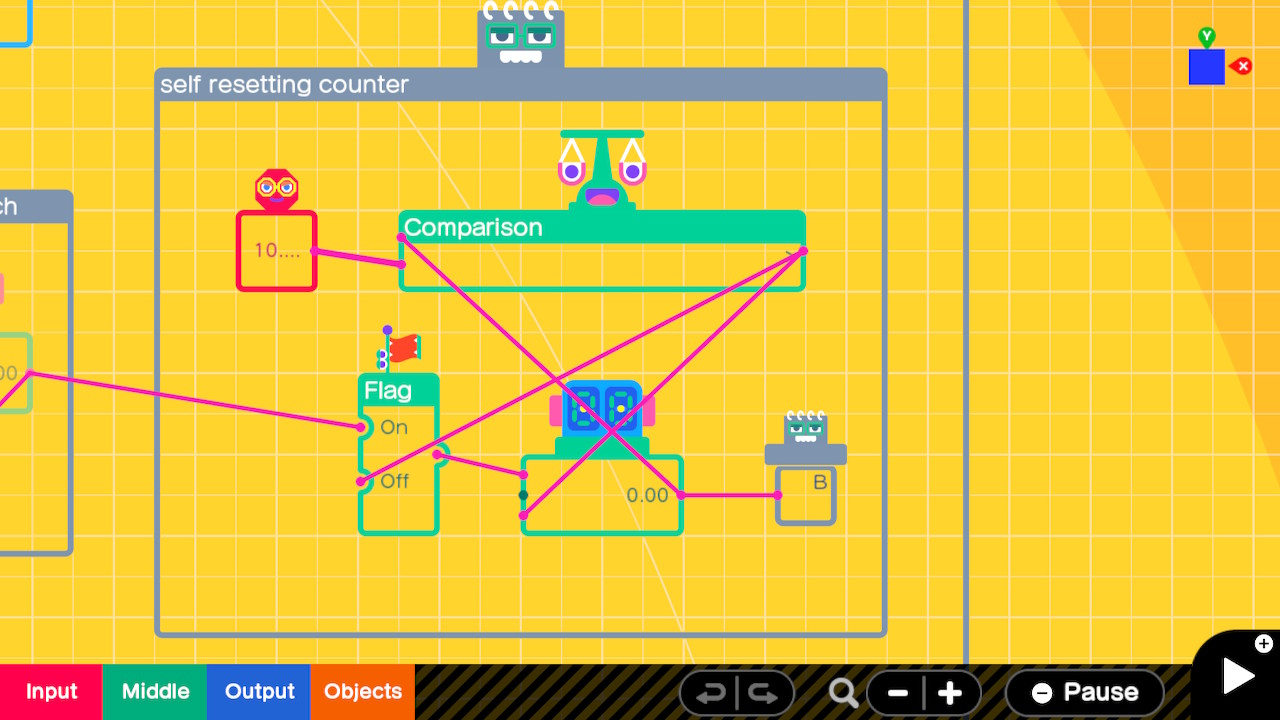 Y
X
self resetting counter
ch
Comparison
10....
>
Flag
On
Off
00
0.00
B
Input
Middle
Output
Objects
Pause